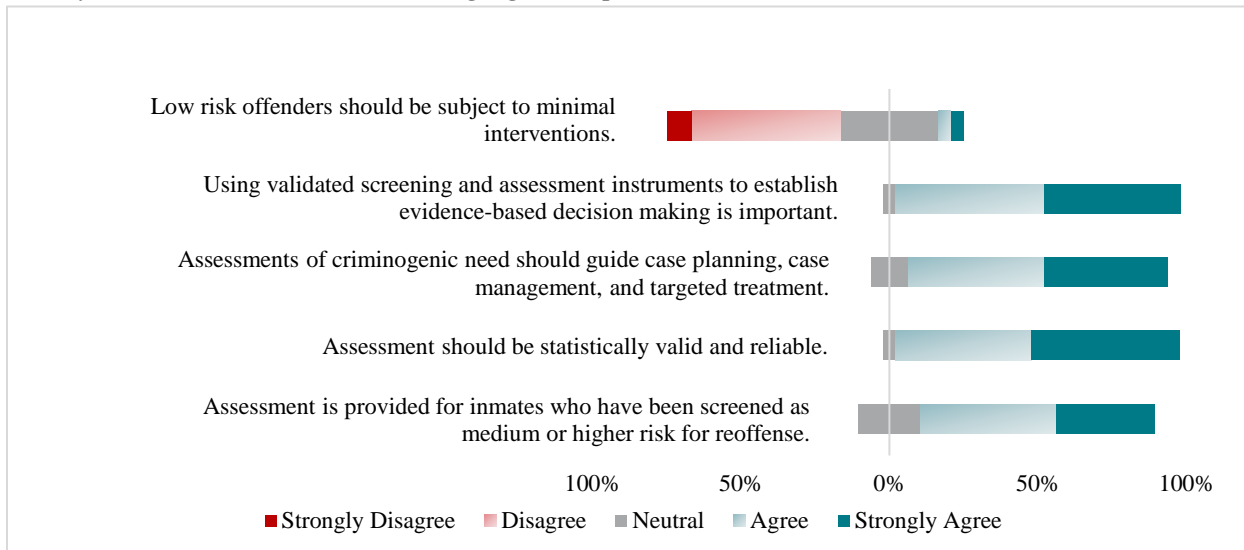 Low risk offenders should be subject to minimal
interventions.
Using validated screening and assessment instruments to establish
evidence-based decision making is important.
Assessments of criminogenic need should guide case planning, case
management, and targeted treatment.
Assessment should be statistically valid and reliable.
Assessment is provided for inmates who have been screened as
medium or higher risk for reoffense.
100% 50% 0% 50% 100%
Strongly Disagree Disagree Neutral Agree Strongly Agree